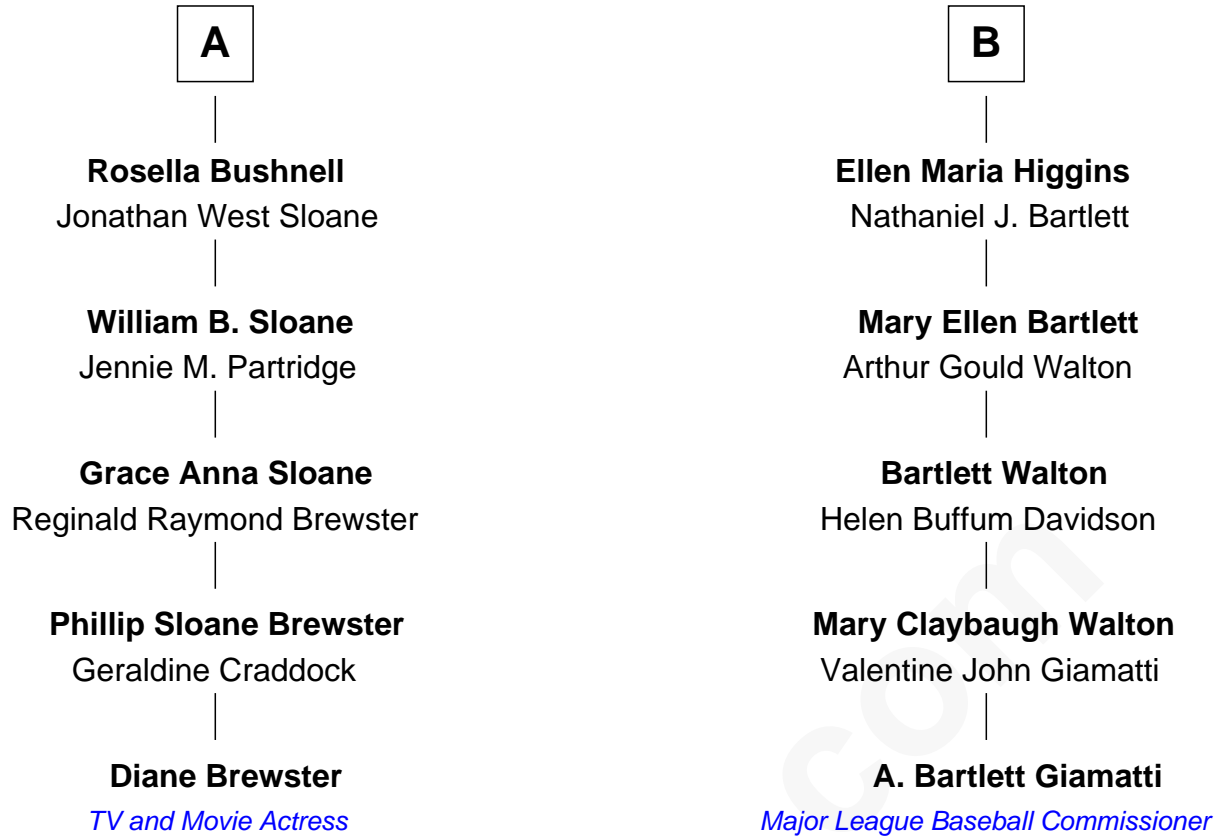 A
Rosella Bushnell
Jonathan West Sloane
William B. Sloane
Jennie M. Partridge
Grace Anna Sloane
Reginald Raymond Brewster
Phillip Sloane Brewster
Geraldine Craddock
Diane Brewster
TV and Movie Actress
B
Ellen Maria Higgins
Nathaniel J. Bartlett
Mary Ellen Bartlett
Arthur Gould Walton
Bartlett Walton
Helen Buffum Davidson
Mary Claybaugh Walton
Valentine John Giamatti
A. Bartlett Giamatti
Major League Baseball Commissioner
com